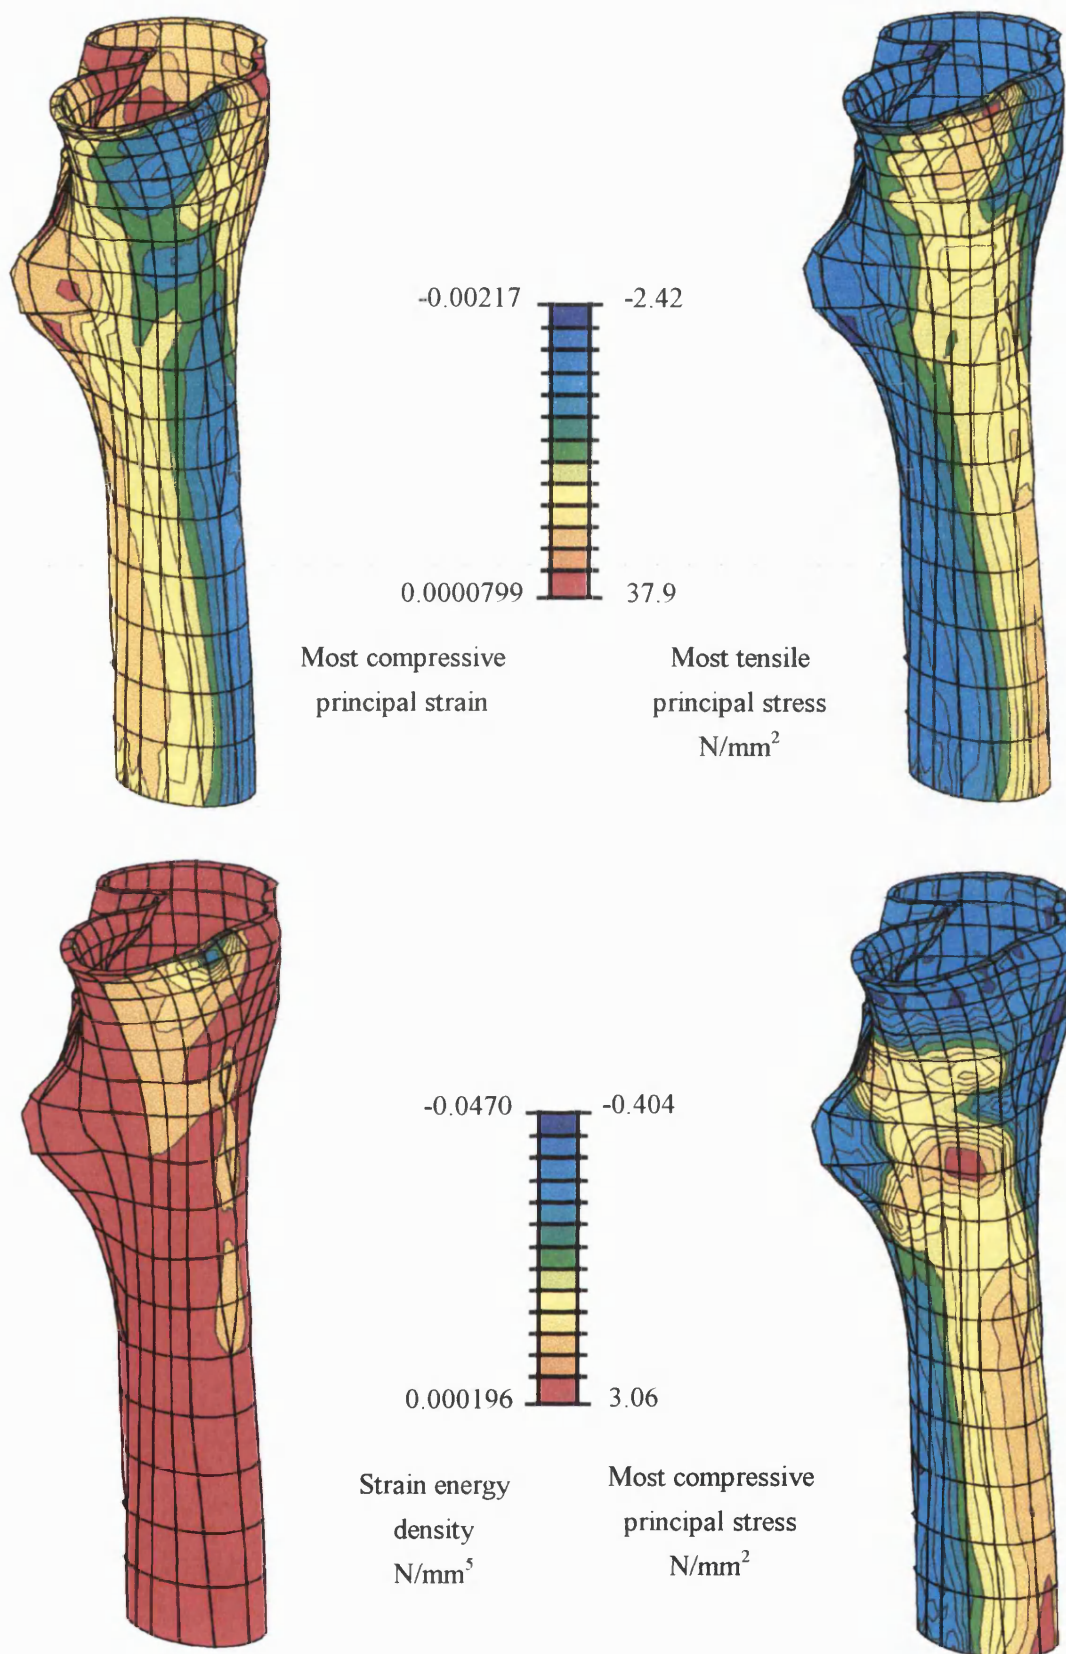 -0.00217 -2.42
0.0000799 37.9
Most compressive
principal strain
Most tensile
principal stress
N/mm²
-0.0470 -0.404
0.000196 3.06
Strain energy
density
N/mm⁵
Most compressive
principal stress
N/mm²